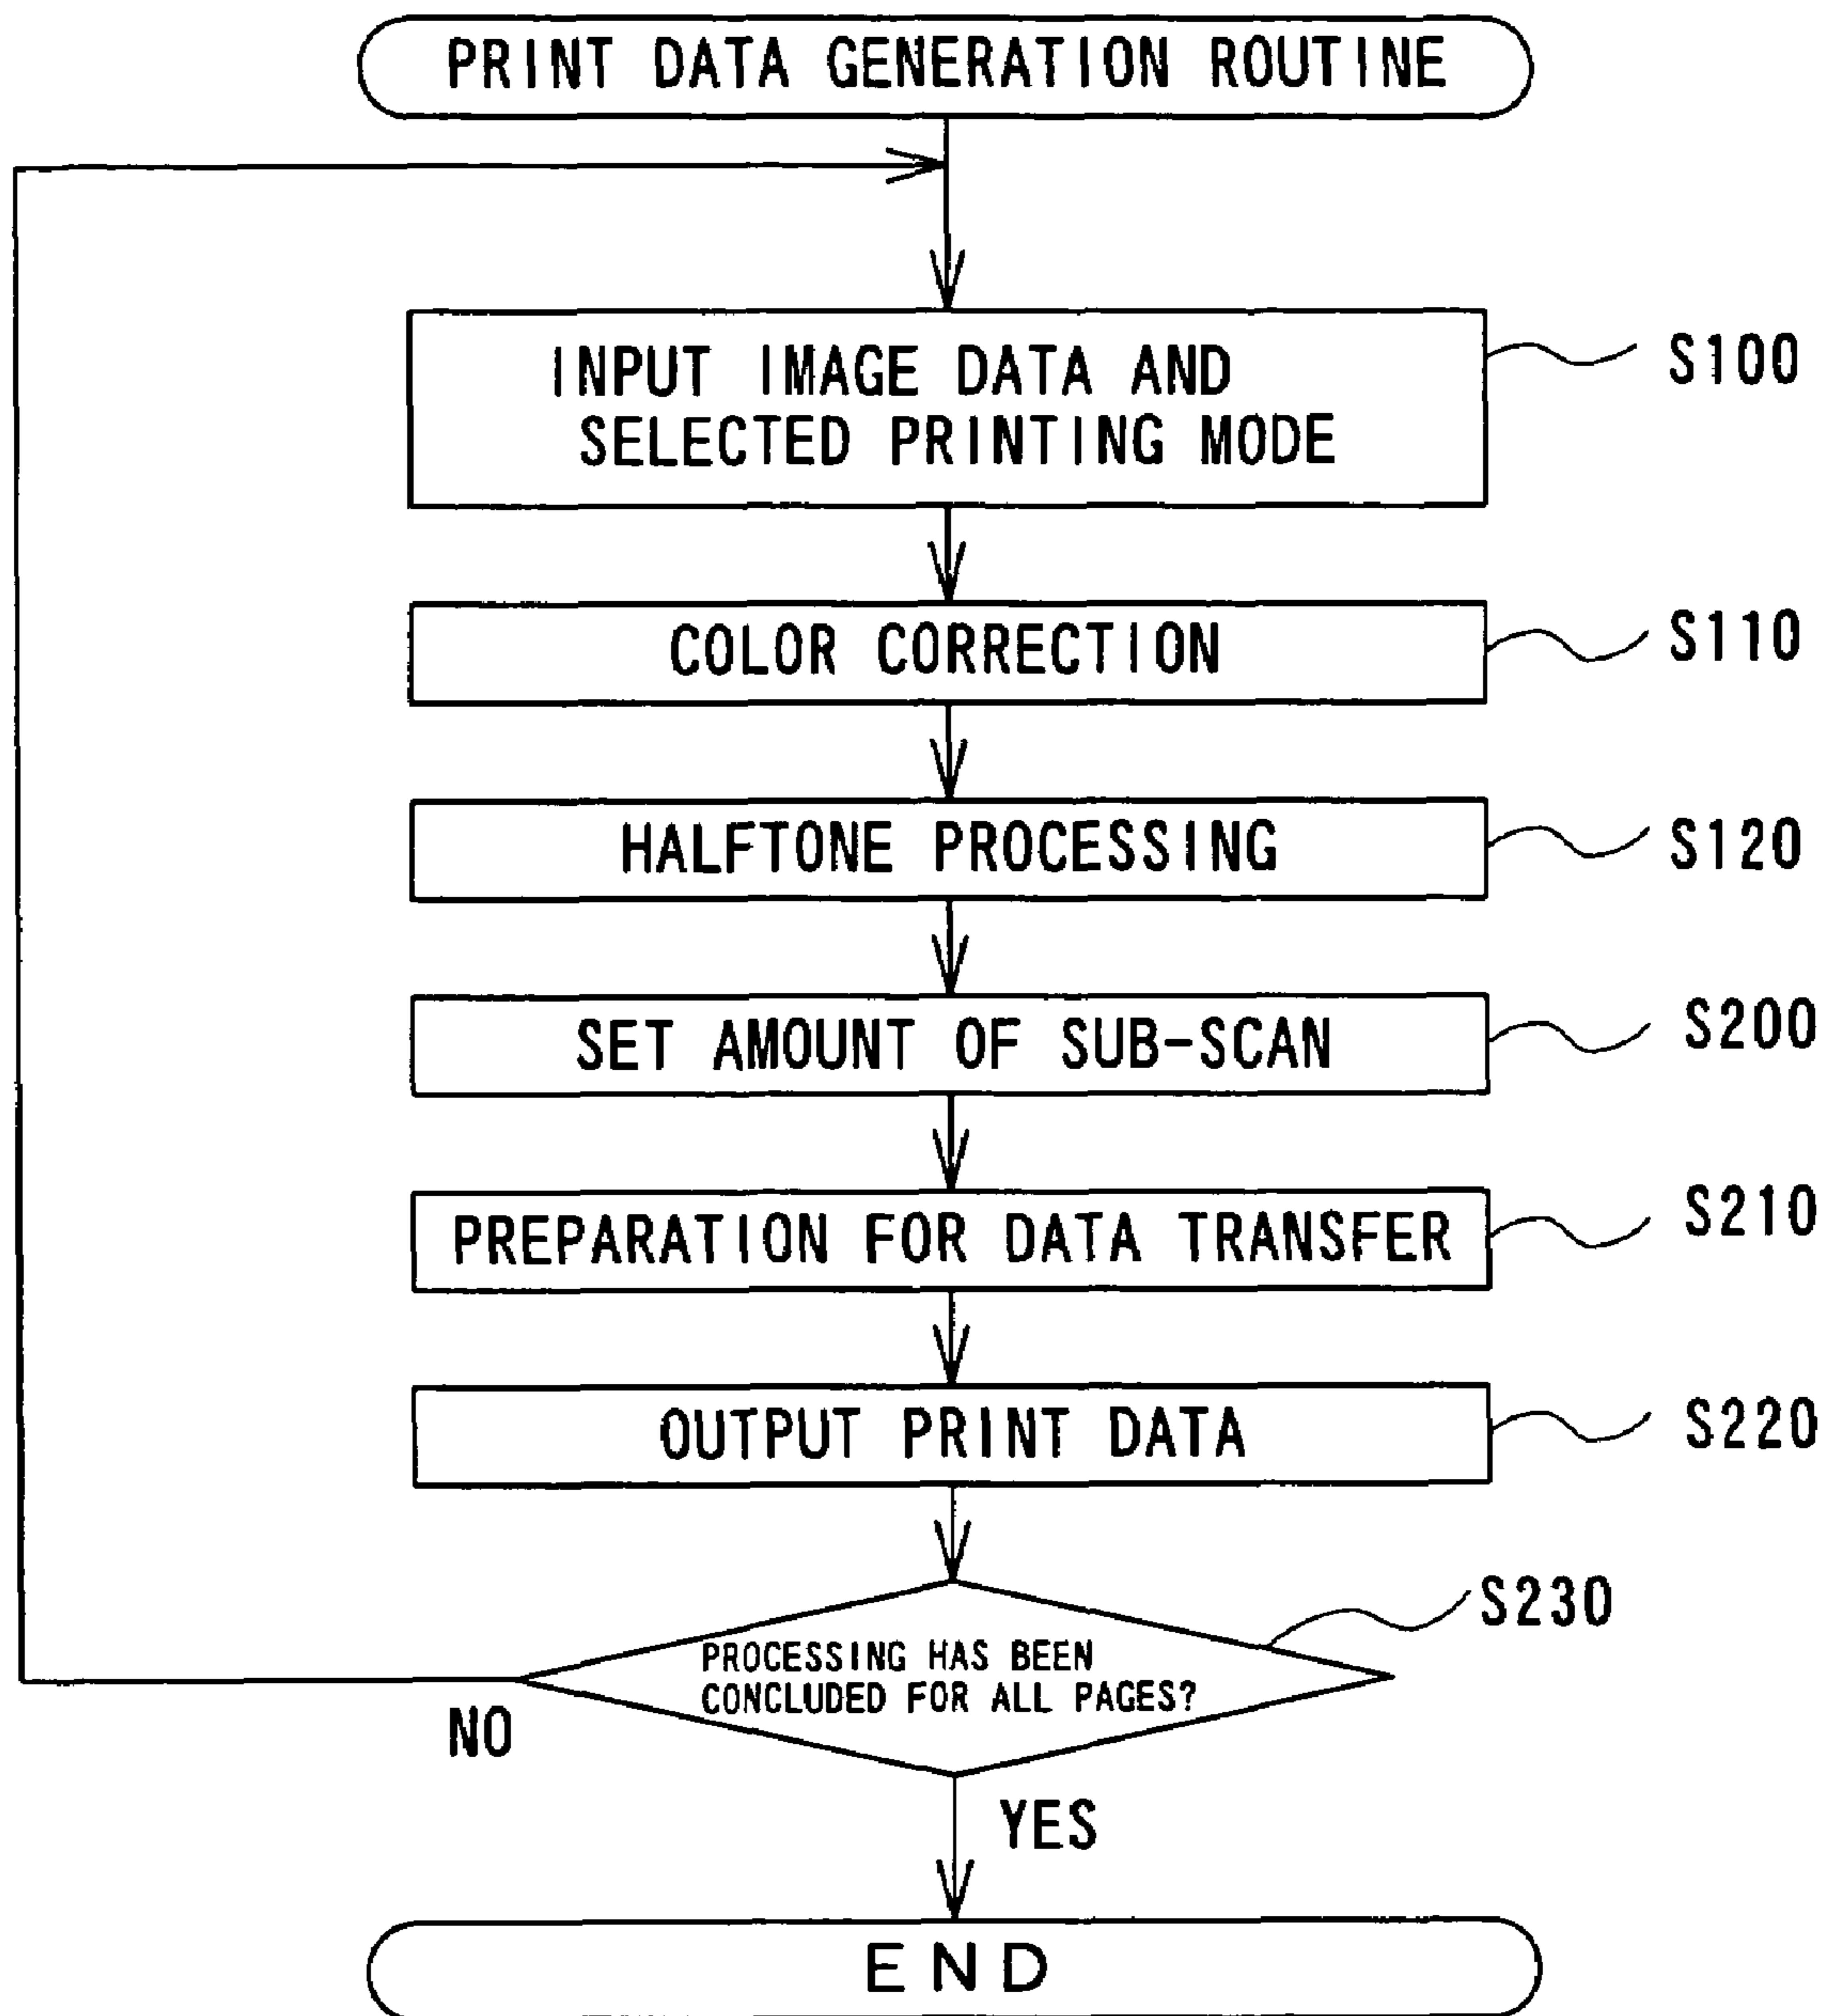 PRINT DATA GENERATION ROUTINE
INPUT IMAGE DATA AND
SELECTED PRINTING MODE
S100
COLOR CORRECTION
S110
HALFTONE PROCESSING
S120
SET AMOUNT OF SUB-SCAN
S200
PREPARATION FOR DATA TRANSFER
S210
OUTPUT PRINT DATA
S220
S230
PROCESSING HAS BEEN
CONCLUDED FOR ALL PAGES?
NO
YES
END